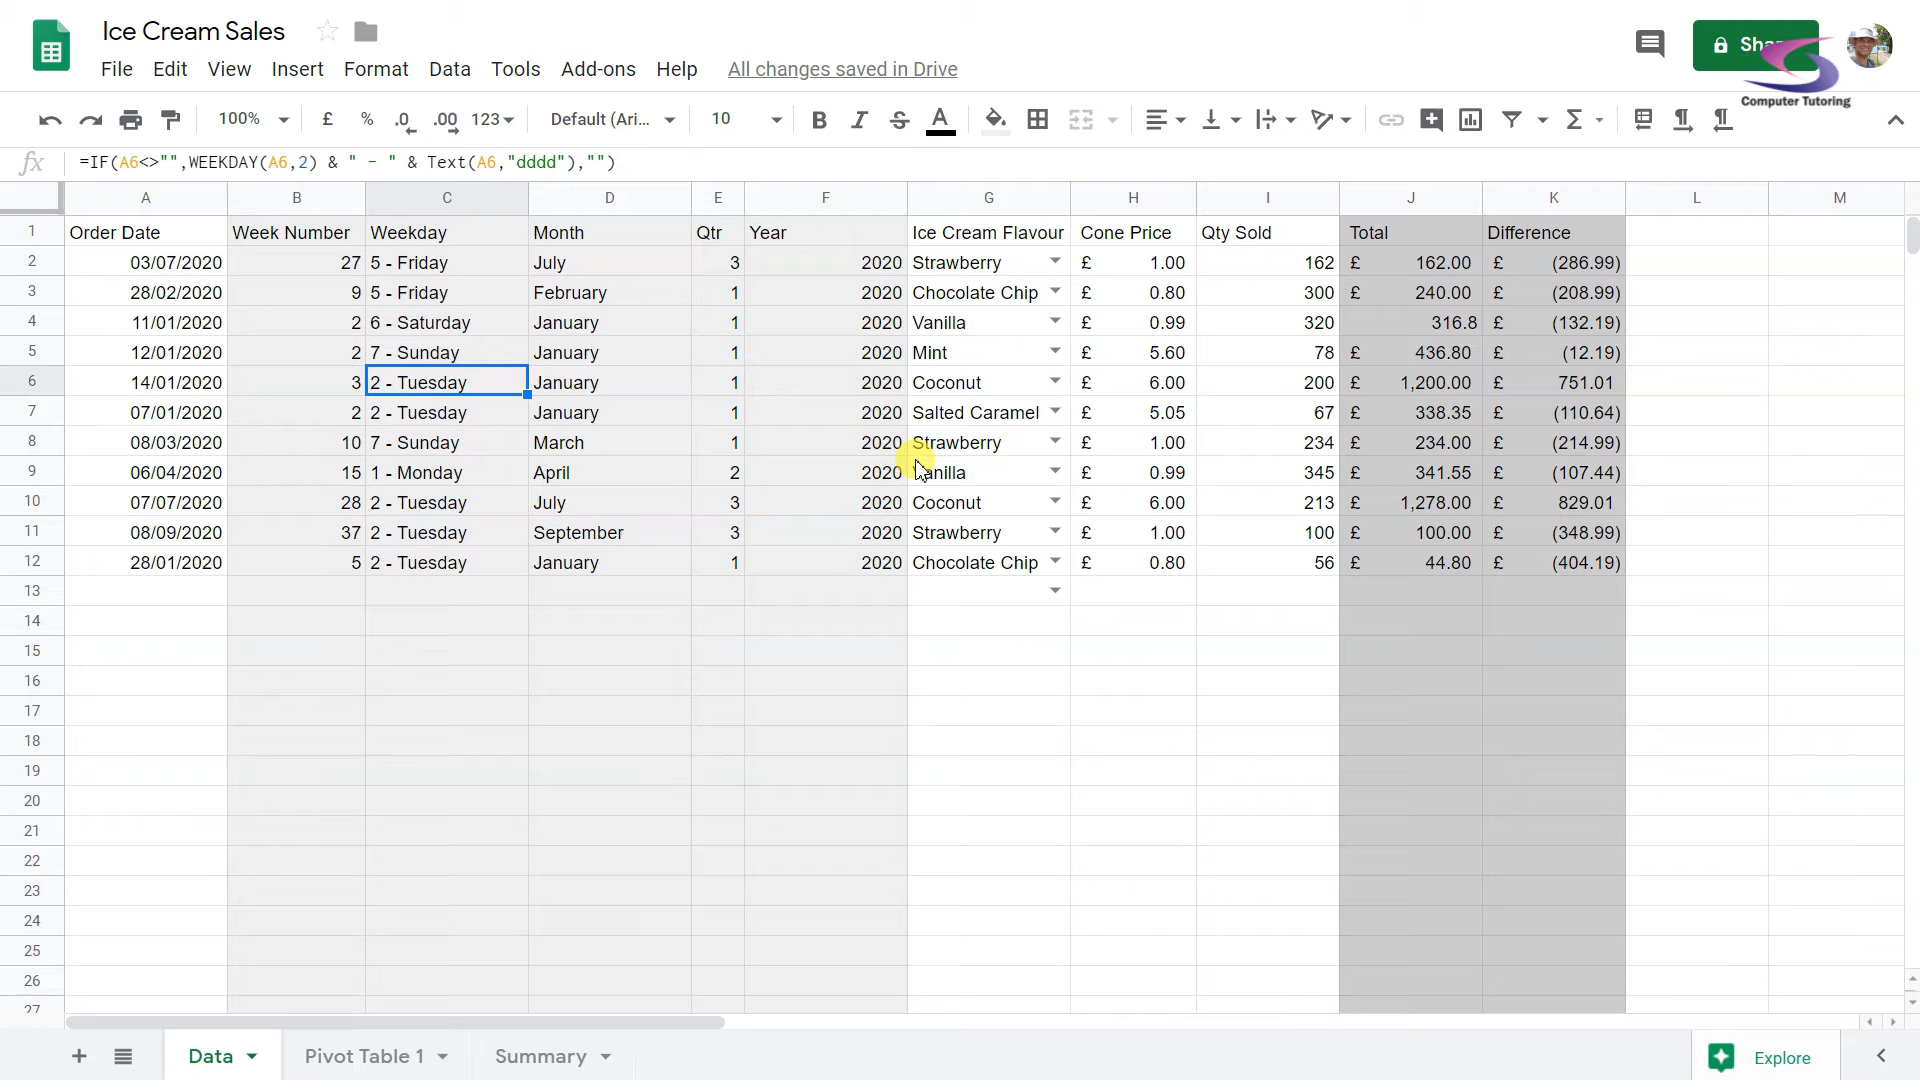 Ice Cream Sales
File Edit View Insert Format Data Tools Add-ons Help All changes saved in Drive
Computer Tutoring
100% £ % .0 .00 123 Default (Ari... 10 B I S A
fx =IF(A6<>"",WEEKDAY(A6,2) & " - " & Text(A6,"dddd"),"")
A B C D E F G H I J K L M
1 Order Date Week Number Weekday Month Qtr Year Ice Cream Flavour Cone Price Qty Sold Total Difference
2 03/07/2020 27 5 - Friday July 3 2020 Strawberry £ 1.00 162 £ 162.00 £ (286.99)
3 28/02/2020 9 5 - Friday February 1 2020 Chocolate Chip £ 0.80 300 £ 240.00 £ (208.99)
4 11/01/2020 2 6 - Saturday January 1 2020 Vanilla £ 0.99 320 316.8 £ (132.19)
5 12/01/2020 2 7 - Sunday January 1 2020 Mint £ 5.60 78 £ 436.80 £ (12.19)
6 14/01/2020 3 2 - Tuesday January 1 2020 Coconut £ 6.00 200 £ 1,200.00 £ 751.01
7 07/01/2020 2 2 - Tuesday January 1 2020 Salted Caramel £ 5.05 67 £ 338.35 £ (110.64)
8 08/03/2020 10 7 - Sunday March 1 2020 Strawberry £ 1.00 234 £ 234.00 £ (214.99)
9 06/04/2020 15 1 - Monday April 2 2020 Vanilla £ 0.99 345 £ 341.55 £ (107.44)
10 07/07/2020 28 2 - Tuesday July 3 2020 Coconut £ 6.00 213 £ 1,278.00 £ 829.01
11 08/09/2020 37 2 - Tuesday September 3 2020 Strawberry £ 1.00 100 £ 100.00 £ (348.99)
12 28/01/2020 5 2 - Tuesday January 1 2020 Chocolate Chip £ 0.80 56 £ 44.80 £ (404.19)
13
14
15
16
17
18
19
20
21
22
23
24
25
26
27
Data Pivot Table 1 Summary Explore